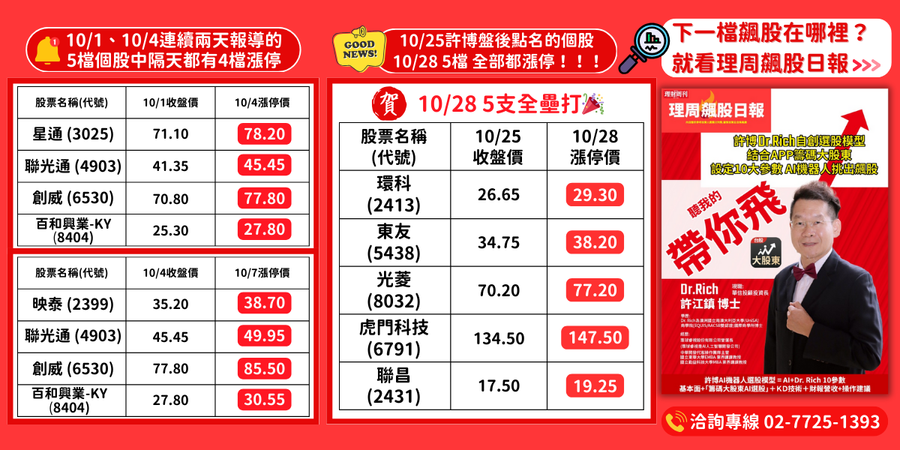 10/1、10/4連續兩天報導的
5檔個股中隔天都有4檔漲停
股票名稱(代號) 10/1收盤價 10/4漲停價
星通 (3025) 71.10 78.20
聯光通 (4903) 41.35 45.45
創威 (6530) 70.80 77.80
百和興業-KY
(8404) 25.30 27.80
股票名稱(代號) 10/4收盤價 10/7漲停價
映泰 (2399) 35.20 38.70
聯光通 (4903) 45.45 49.95
創威 (6530) 77.80 85.50
百和興業-KY
(8404) 27.80 30.55
GOOD
NEWS!
10/25許博盤後點名的個股
10/28 5檔 全部都漲停！！！
賀 10/28 5支全壘打
股票名稱
(代號) 10/25
收盤價 10/28
漲停價
環科
(2413) 26.65 29.30
東友
(5438) 34.75 38.20
光菱
(8032) 70.20 77.20
虎門科技
(6791) 134.50 147.50
聯昌
(2431) 17.50 19.25
下一檔飆股在哪裡？
就看理周飆股日報>>>
理財周刊
理周飆股日報
許博Dr.Rich自創選股模型
結合APP籌碼大股東
設定10大參數 AI機器人挑出飆股
聽我的
帶你飛
大股東
Dr.Rich
許江鎮 博士
許博AI機器人選股模型 = AI+Dr. Rich 10參數
基本面+「籌碼大股東AI選股」+ KD技術 + 財報營收+操作建議
洽詢專線 02-7725-1393